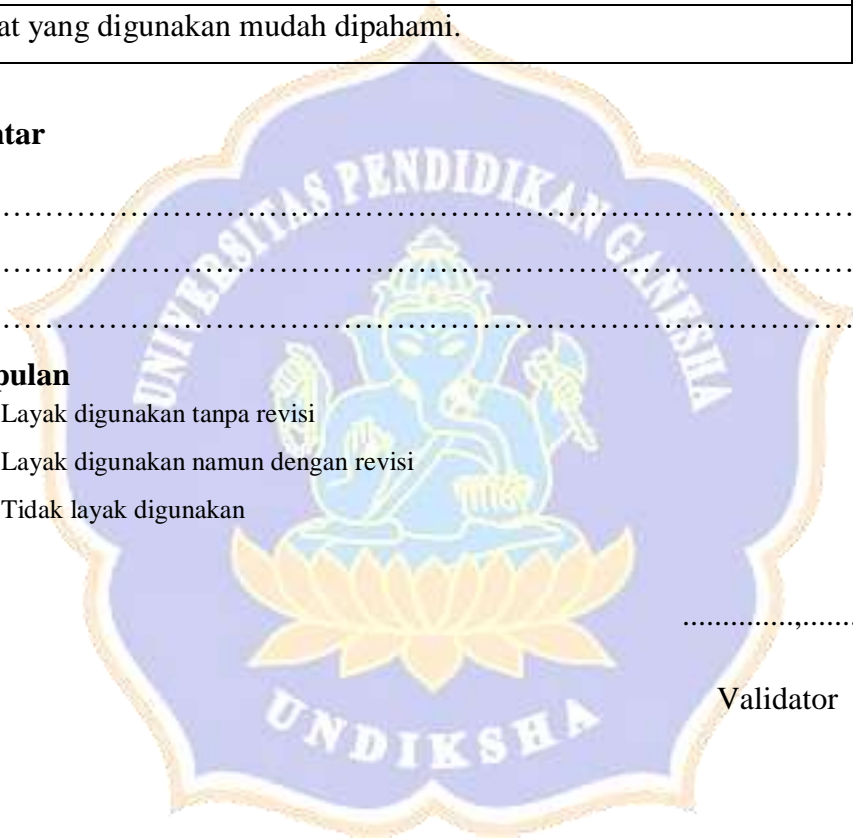 at yang digunakan mudah dipahami.
ntar
……………………………………………………………………
……………………………………………………………………
……………………………………………………………………
pulan
Layak digunakan tanpa revisi
Layak digunakan namun dengan revisi
Tidak layak digunakan
..............,.......
Validator
UNIVERSITAS PENDIDIKAN GANESHA
UNDIKSHA